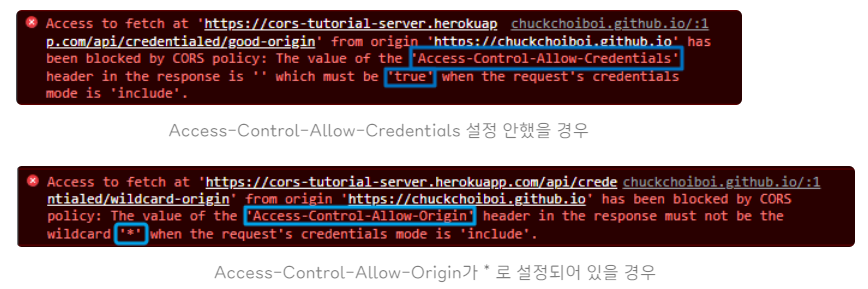 Access to fetch at 'https://cors-tutorial-server.herokuap chuckchoiboi.github.io/:1
p.com/api/credentialed/good-origin' from origin 'https://chuckchoiboi.github.io' has
been blocked by CORS policy: The value of the 'Access-Control-Allow-Credentials'
header in the response is '' which must be 'true' when the request's credentials
mode is 'include'.
Access-Control-Allow-Credentials 설정 안했을 경우
Access to fetch at 'https://cors-tutorial-server.herokuapp.com/api/crede chuckchoiboi.github.io/:1
ntialed/wildcard-origin' from origin 'https://chuckchoiboi.github.io' has been blocked by CORS
policy: The value of the 'Access-Control-Allow-Origin' header in the response must not be the
wildcard '*' when the request's credentials mode is 'include'.
Access-Control-Allow-Origin가 * 로 설정되어 있을 경우